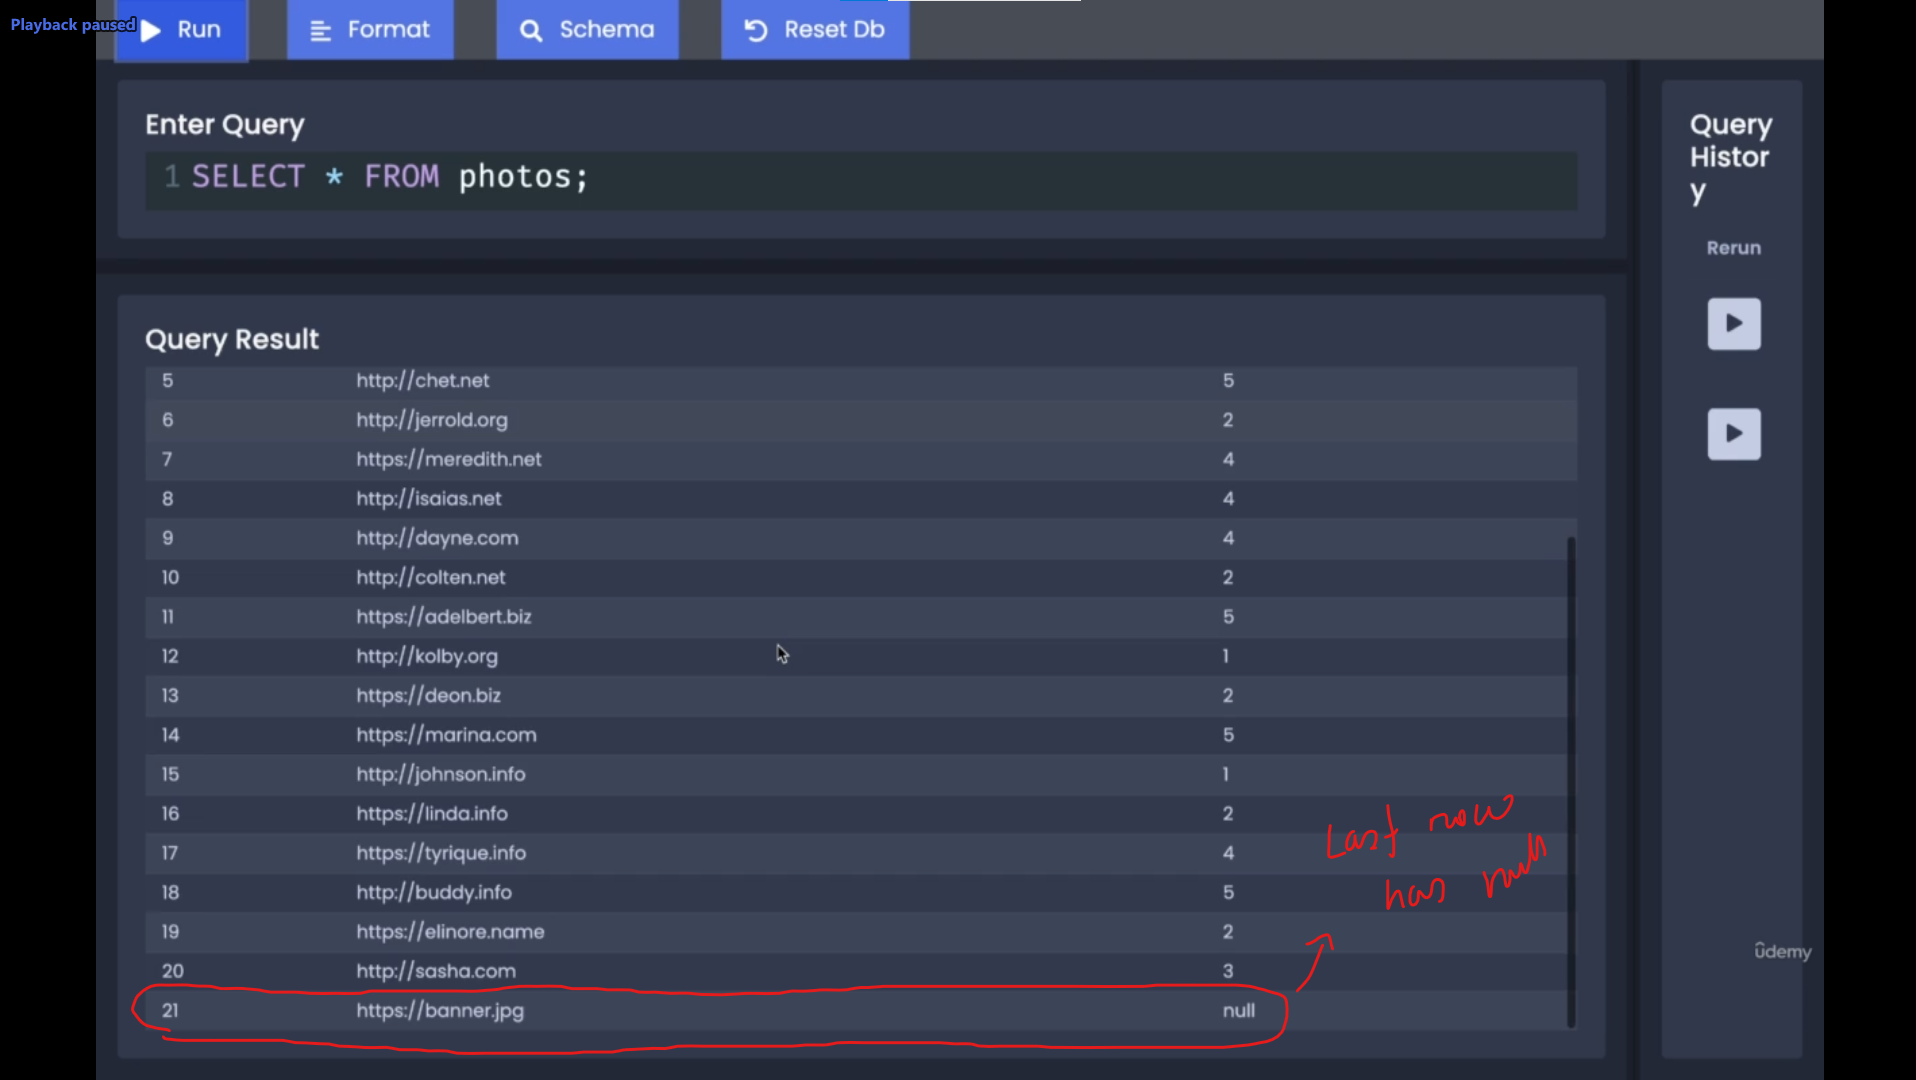 Playback paused
Run
Format
Schema
Reset Db
Enter Query
1 SELECT * FROM photos;
Query
Histor
y
Rerun
Query Result
5 http://chet.net 5
6 http://jerrold.org 2
7 https://meredith.net 4
8 http://isaias.net 4
9 http://dayne.com 4
10 http://colten.net 2
11 https://adelbert.biz 5
12 http://kolby.org 1
13 https://deon.biz 2
14 https://marina.com 5
15 http://johnson.info 1
16 https://linda.info 2
17 https://tyrique.info 4
18 http://buddy.info 5
19 https://elinore.name 2
20 http://sasha.com 3
21 https://banner.jpg null
Last row
has null
ûdemy